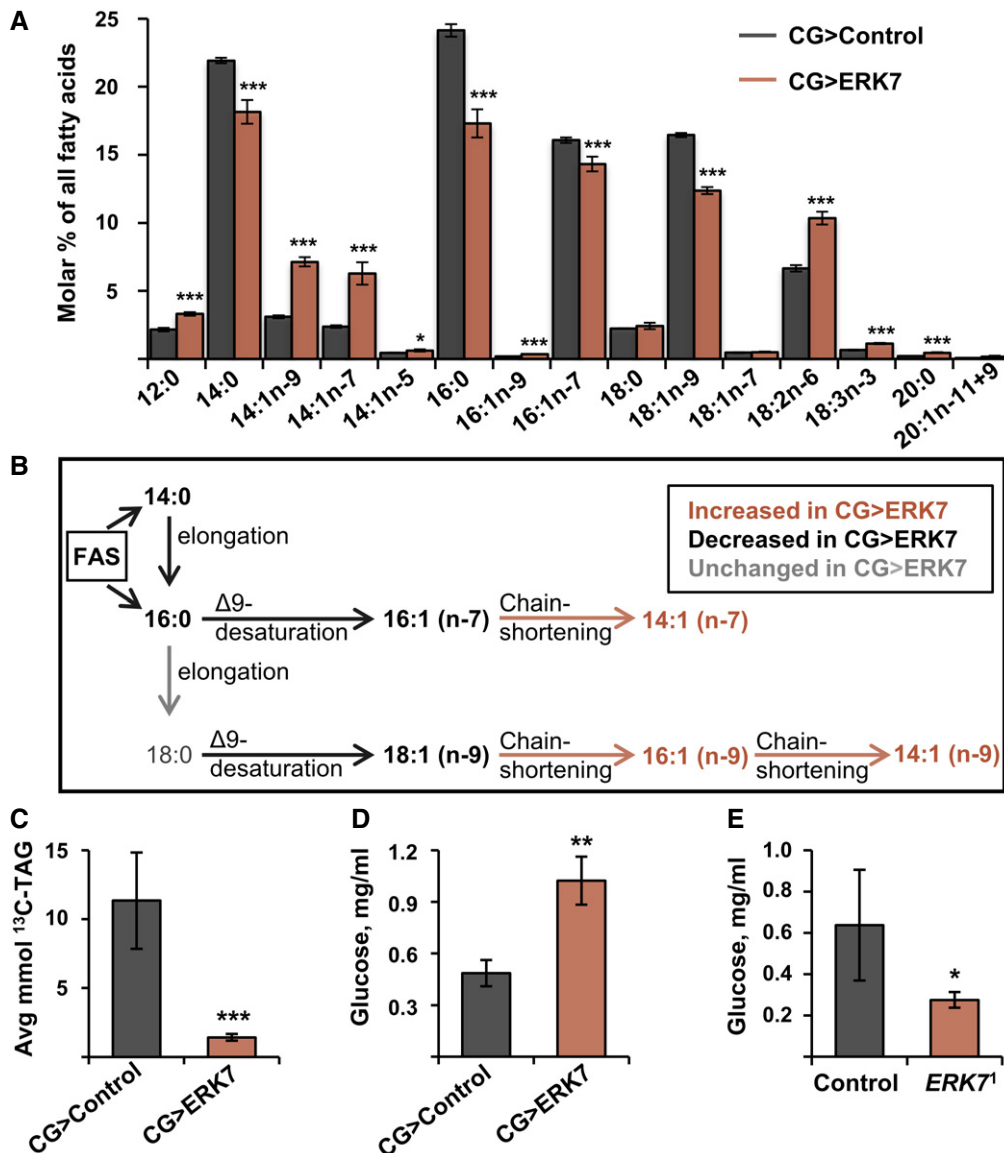 A
Molar % of all fatty acids
25
20
15
10
5
CG>Control
CG>ERK7
***
***
***
***
*
***
***
***
***
***
***
***
12:0
14:0
14:1n-9
14:1n-7
14:1n-5
16:0
16:1n-9
16:1n-7
18:0
18:1n-9
18:1n-7
18:2n-6
18:3n-3
20:0
20:1n-11+9
B
14:0
FAS
elongation
16:0
Δ9-
desaturation
16:1 (n-7)
Chain-
shortening
14:1 (n-7)
elongation
18:0
Δ9-
desaturation
18:1 (n-9)
Chain-
shortening
16:1 (n-9)
Chain-
shortening
14:1 (n-9)
Increased in CG>ERK7
Decreased in CG>ERK7
Unchanged in CG>ERK7
C
Avg mmol ¹³C-TAG
15
10
5
***
CG>Control
CG>ERK7
D
Glucose, mg/ml
1.2
0.9
0.6
0.3
**
CG>Control
CG>ERK7
E
Glucose, mg/ml
1.0
0.8
0.6
0.4
0.2
*
Control
ERK7¹